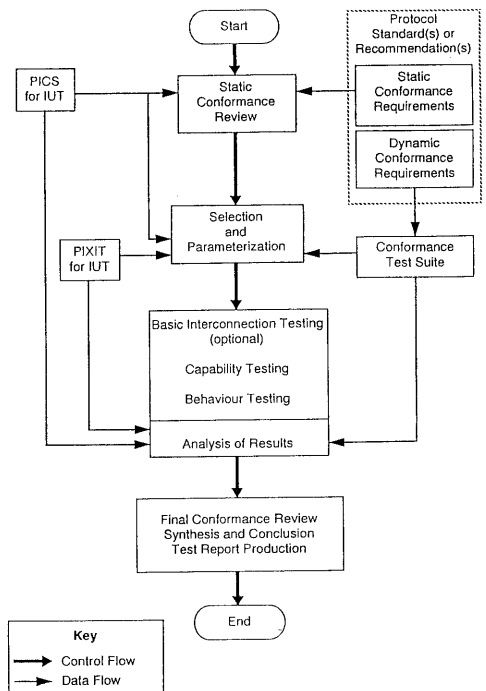 Start
Protocol
Standard(s) or
Recommendation(s)
PICS
for IUT
Static
Conformance
Review
Static
Conformance
Requirements
Dynamic
Conformance
Requirements
Selection
and
Parameterization
PIXIT
for IUT
Conformance
Test Suite
Basic Interconnection Testing
(optional)
Capability Testing
Behaviour Testing
Analysis of Results
Final Conformance Review
Synthesis and Conclusion
Test Report Production
End
Key
Control Flow
Data Flow